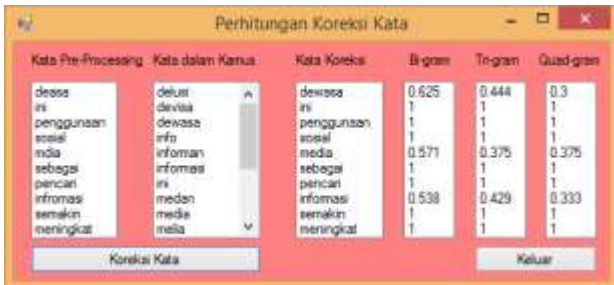 Perhitungan Koreksi Kata
Kata Pre-Processing Kata dalam Kamus Kata Koreksi Bi-gram Tri-gram Quad-gram
deasa delusi dewasa 0.625 0.444 0.3
ini devisa ini 1 1 1
penggunaan dewasa penggunaan 1 1 1
sosial info sosial 1 1 1
mdia informan media 0.571 0.375 0.375
sebagai informasi sebagai 1 1 1
pencari ini pencari 1 1 1
infromasi medan informasi 0.538 0.429 0.333
semakin media semakin 1 1 1
meningkat melia meningkat 1 1 1
Koreksi Kata Keluar